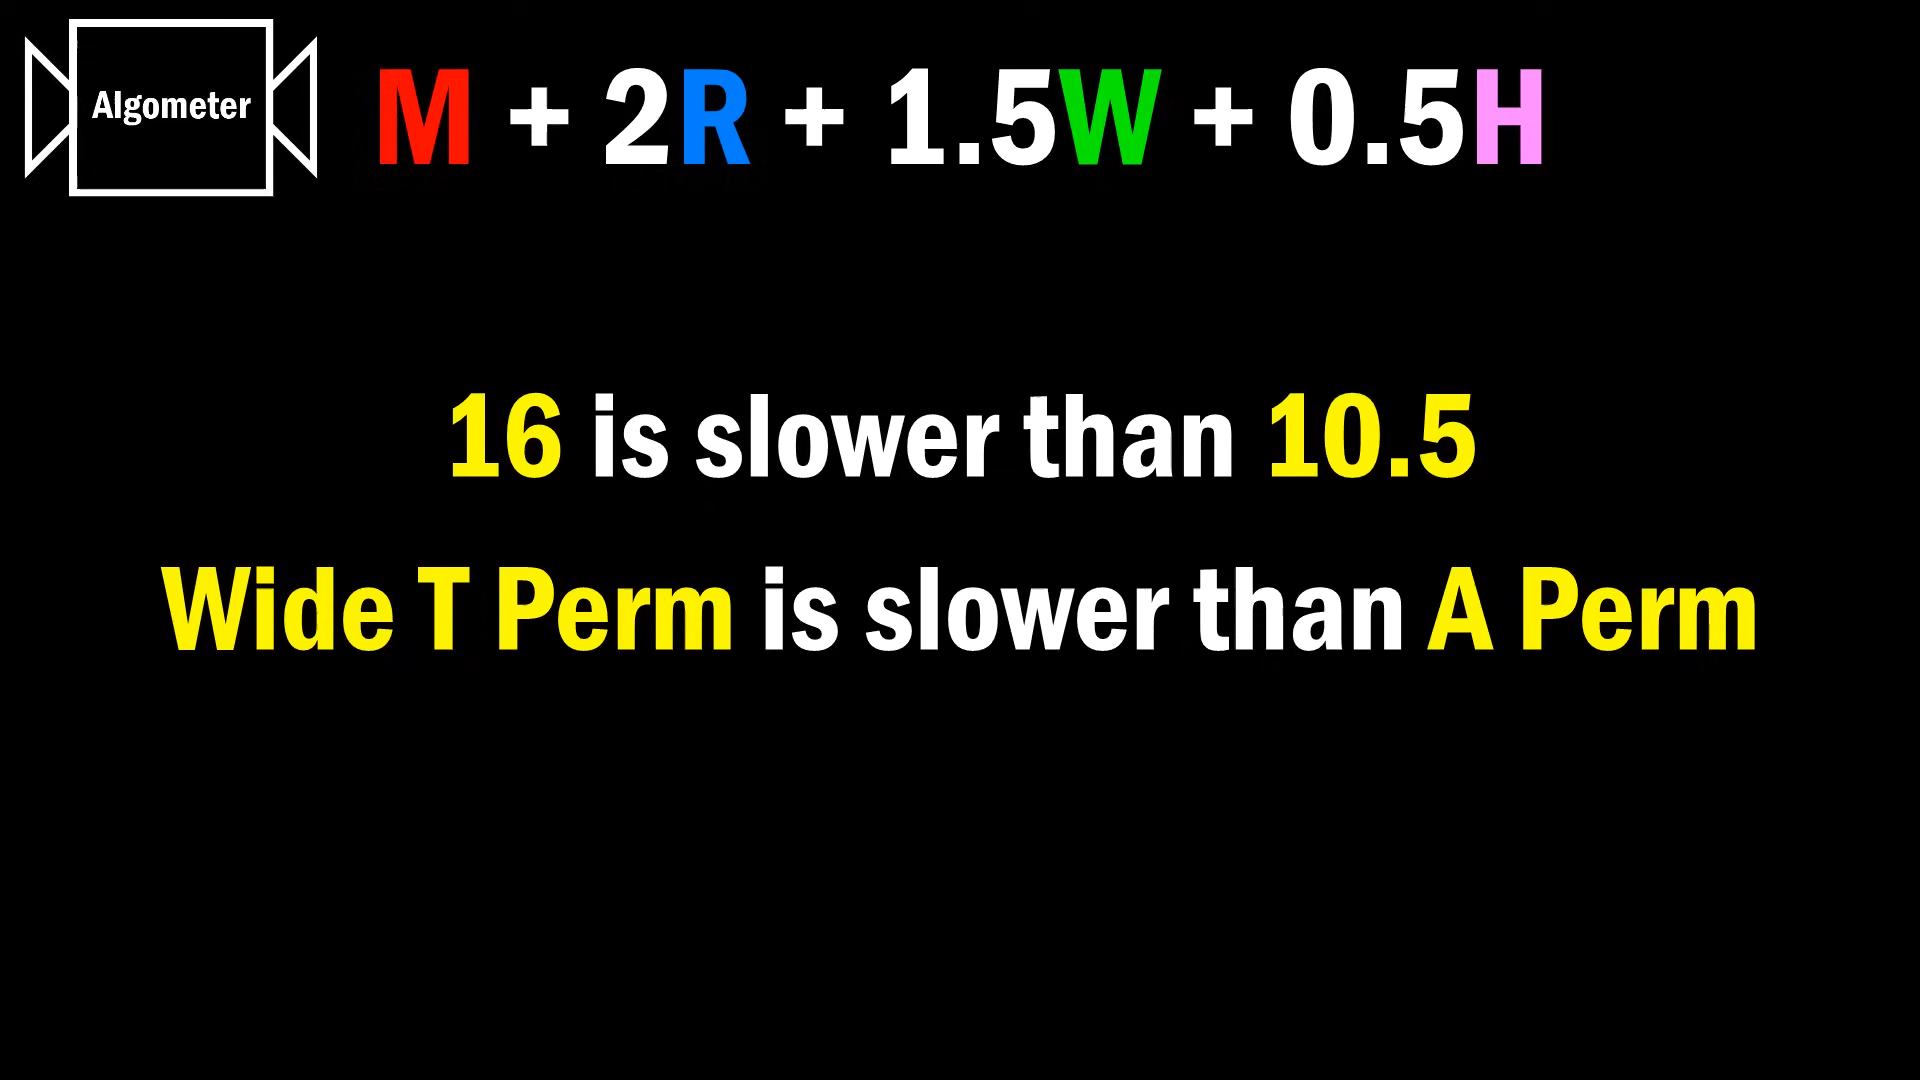 Algometer
M + 2R + 1.5W + 0.5H
16 is slower than 10.5
Wide T Perm is slower than A Perm